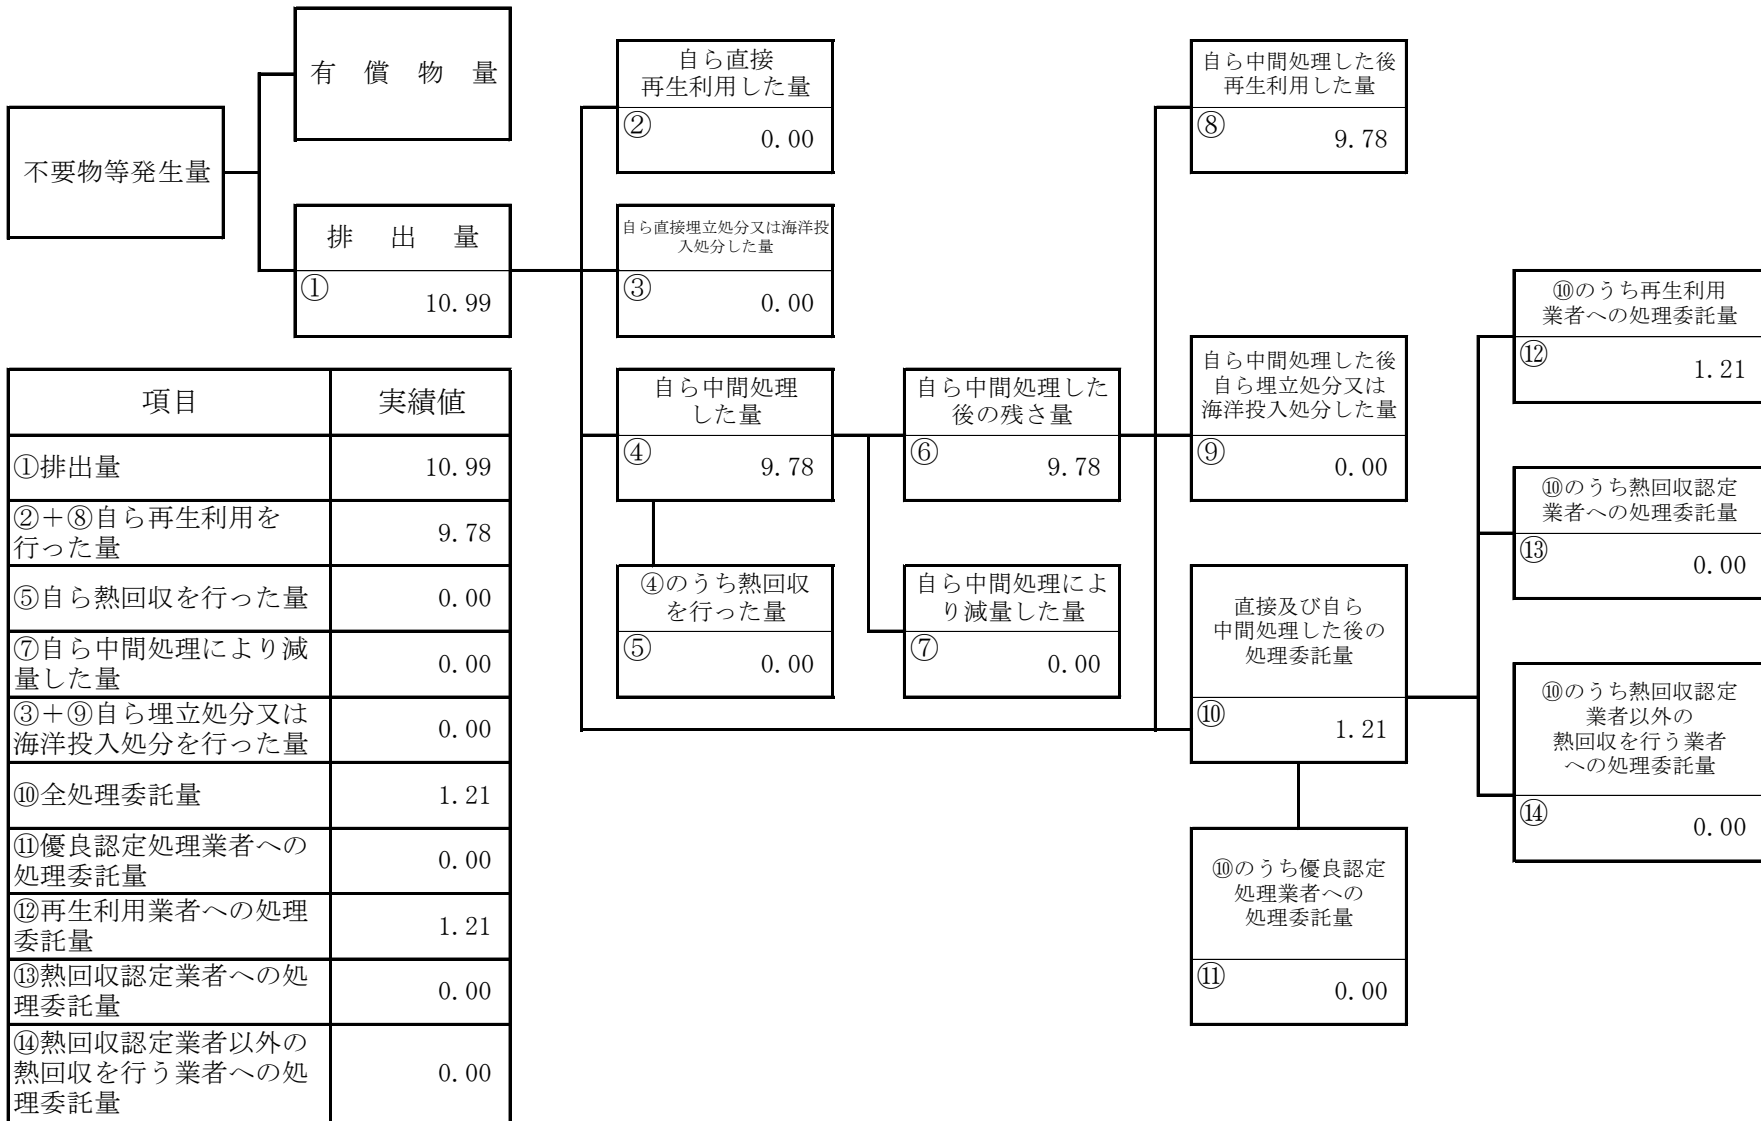 不要物等発生量
有 償 物 量
排 出 量
① 10.99
自ら直接
再生利用した量
② 0.00
自ら直接埋立処分又は海洋投
入処分した量
③ 0.00
自ら中間処理
した量
④ 9.78
④のうち熱回収
を行った量
⑤ 0.00
自ら中間処理した
後の残さ量
⑥ 9.78
自ら中間処理によ
り減量した量
⑦ 0.00
自ら中間処理した後
再生利用した量
⑧ 9.78
自ら中間処理した後
自ら埋立処分又は
海洋投入処分した量
⑨ 0.00
直接及び自ら
中間処理した後の
処理委託量
⑩ 1.21
⑩のうち優良認定
処理業者への
処理委託量
⑪ 0.00
⑩のうち再生利用
業者への処理委託量
⑫ 1.21
⑩のうち熱回収認定
業者への処理委託量
⑬ 0.00
⑩のうち熱回収認定
業者以外の
熱回収を行う業者
への処理委託量
⑭ 0.00
項目 実績値
①排出量 10.99
②＋⑧自ら再生利用を
行った量 9.78
⑤自ら熱回収を行った量 0.00
⑦自ら中間処理により減
量した量 0.00
③＋⑨自ら埋立処分又は
海洋投入処分を行った量 0.00
⑩全処理委託量 1.21
⑪優良認定処理業者への
処理委託量 0.00
⑫再生利用業者への処理
委託量 1.21
⑬熱回収認定業者への処
理委託量 0.00
⑭熱回収認定業者以外の
熱回収を行う業者への処
理委託量 0.00